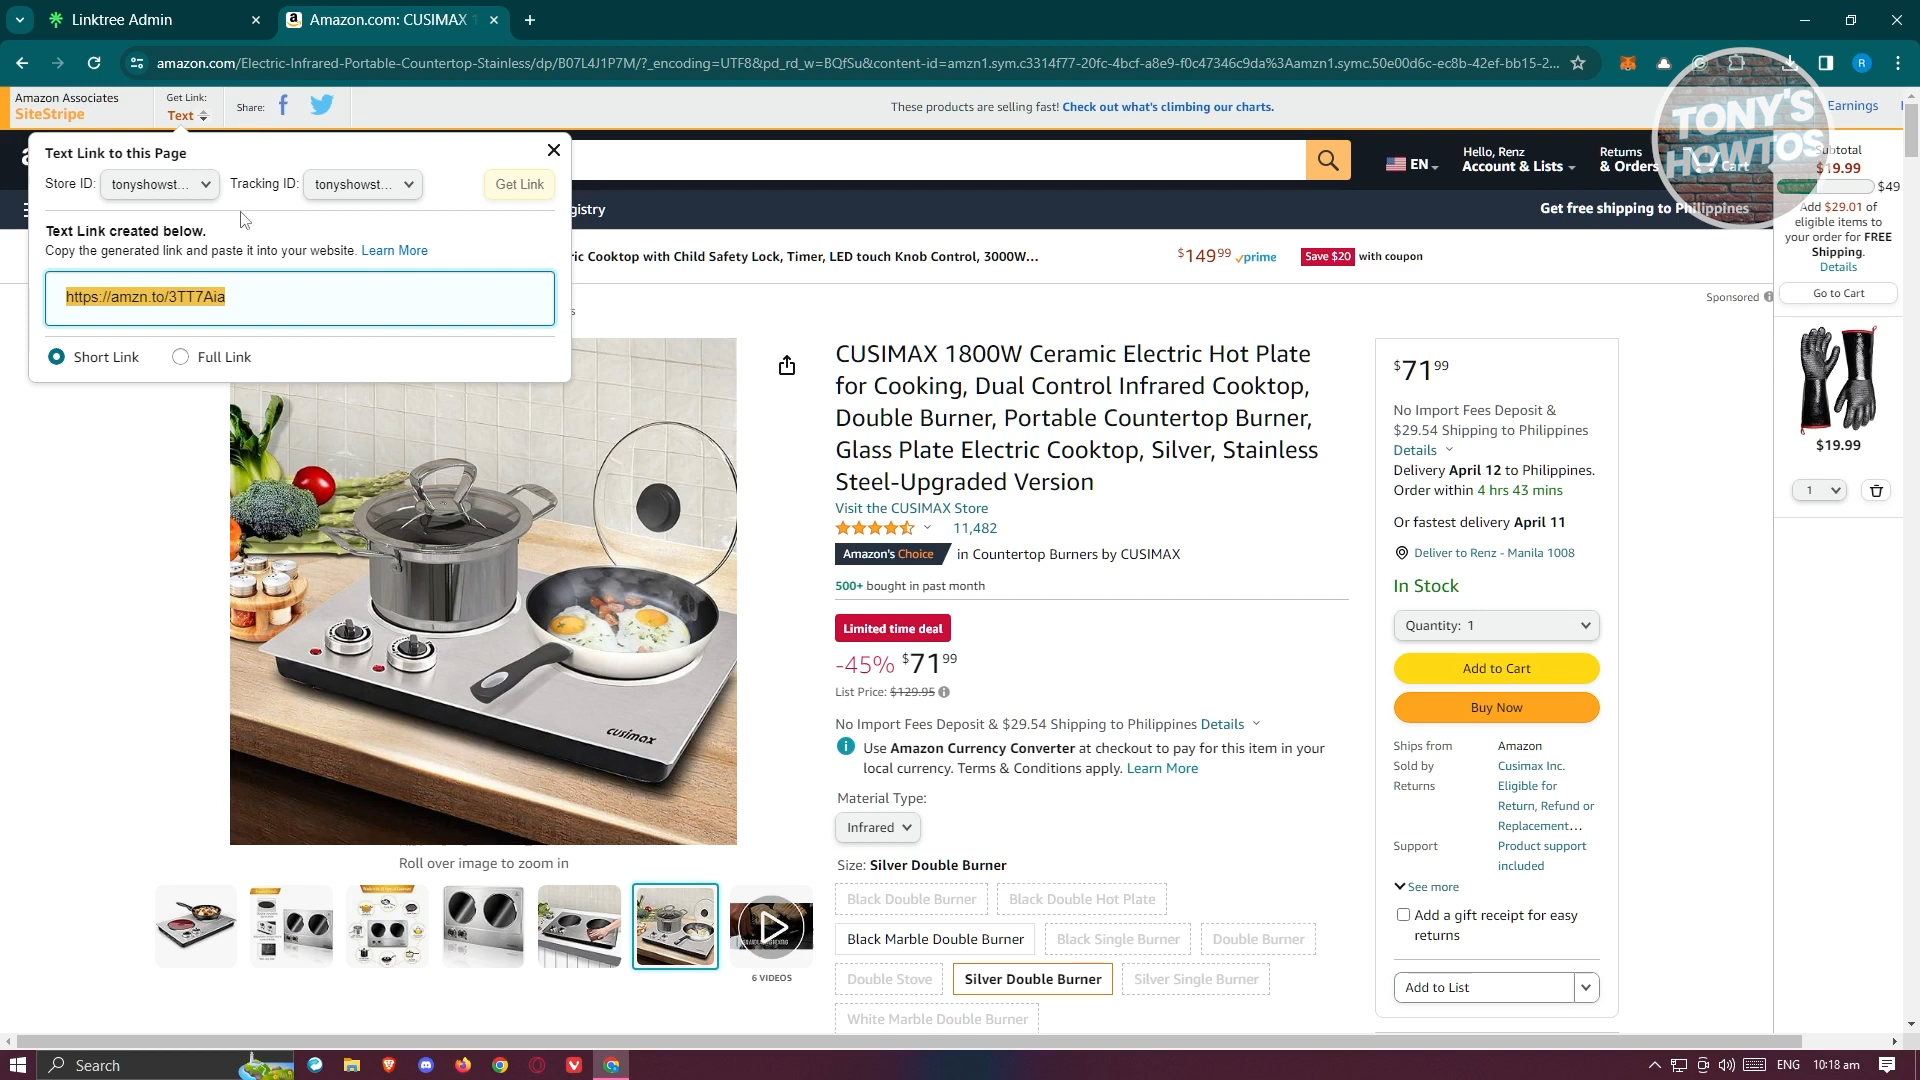 Linktree Admin
Amazon.com: CUSIMAX 1
amazon.com/Electric-Infrared-Portable-Countertop-Stainless/dp/B07L4J1P7M/?_encoding=UTF8&pd_rd_w=BQfSu&content-id=amzn1.sym.c3314f77-20fc-4bcf-a8e9-f0c47346c9da%3Aamzn1.symc.50e00d6c-ec8b-42ef-bb15-2...
R
Amazon Associates
SiteStripe
Get Link:
Text
Share:
These products are selling fast! Check out what's climbing our charts.
Earnings
TONY'S
HOWTOS
Text Link to this Page
Store ID: tonyshowst...
Tracking ID: tonyshowst...
Get Link
Text Link created below.
Copy the generated link and paste it into your website. Learn More
https://amzn.to/3TT7Aia
Short Link
Full Link
EN
Hello, Renz
Account & Lists
Returns
& Orders
Cart
gistry
Get free shipping to Philippines
ric Cooktop with Child Safety Lock, Timer, LED touch Knob Control, 3000W...
$149 99
prime
Save $20 with coupon
Sponsored
Subtotal
$19.99
$49
Add $29.01 of
eligible items to
your order for FREE
Shipping.
Details
Go to Cart
$19.99
1
CUSIMAX 1800W Ceramic Electric Hot Plate
for Cooking, Dual Control Infrared Cooktop,
Double Burner, Portable Countertop Burner,
Glass Plate Electric Cooktop, Silver, Stainless
Steel-Upgraded Version
Visit the CUSIMAX Store
11,482
Amazon's Choice in Countertop Burners by CUSIMAX
500+ bought in past month
Limited time deal
-45% $71 99
List Price: $129.95
No Import Fees Deposit & $29.54 Shipping to Philippines Details
Use Amazon Currency Converter at checkout to pay for this item in your
local currency. Terms & Conditions apply. Learn More
Material Type:
Infrared
Size: Silver Double Burner
Black Double Burner
Black Double Hot Plate
Black Marble Double Burner
Black Single Burner
Double Burner
Double Stove
Silver Double Burner
Silver Single Burner
White Marble Double Burner
cusimax
Roll over image to zoom in
6 VIDEOS
$71 99
No Import Fees Deposit &
$29.54 Shipping to Philippines
Details
Delivery April 12 to Philippines.
Order within 4 hrs 43 mins
Or fastest delivery April 11
Deliver to Renz - Manila 1008
In Stock
Quantity: 1
Add to Cart
Buy Now
Ships from Amazon
Sold by Cusimax Inc.
Returns Eligible for
Return, Refund or
Replacement...
Support Product support
included
See more
Add a gift receipt for easy
returns
Add to List
Search
ENG
10:18 am